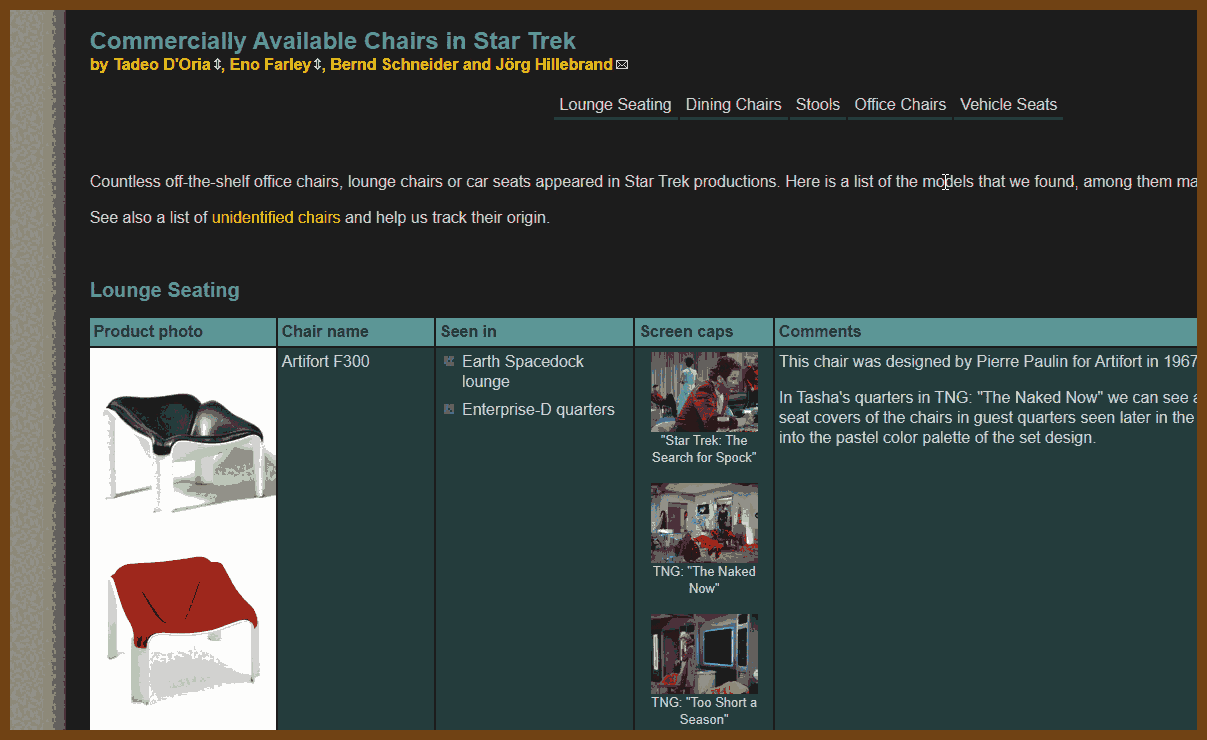 Commercially Available Chairs in Star Trek
by Tadeo D'Oria, Eno Farley, Bernd Schneider and Jörg Hillebrand
Lounge Seating Dining Chairs Stools Office Chairs Vehicle Seats
Countless off-the-shelf office chairs, lounge chairs or car seats appeared in Star Trek productions. Here is a list of the models that we found, among them ma
See also a list of unidentified chairs and help us track their origin.
Lounge Seating
Product photo Chair name Seen in Screen caps Comments
Artifort F300
Earth Spacedock
lounge
Enterprise-D quarters
"Star Trek: The
Search for Spock"
TNG: "The Naked
Now"
TNG: "Too Short a
Season"
This chair was designed by Pierre Paulin for Artifort in 1967
In Tasha's quarters in TNG: "The Naked Now" we can see a
seat covers of the chairs in guest quarters seen later in the
into the pastel color palette of the set design.